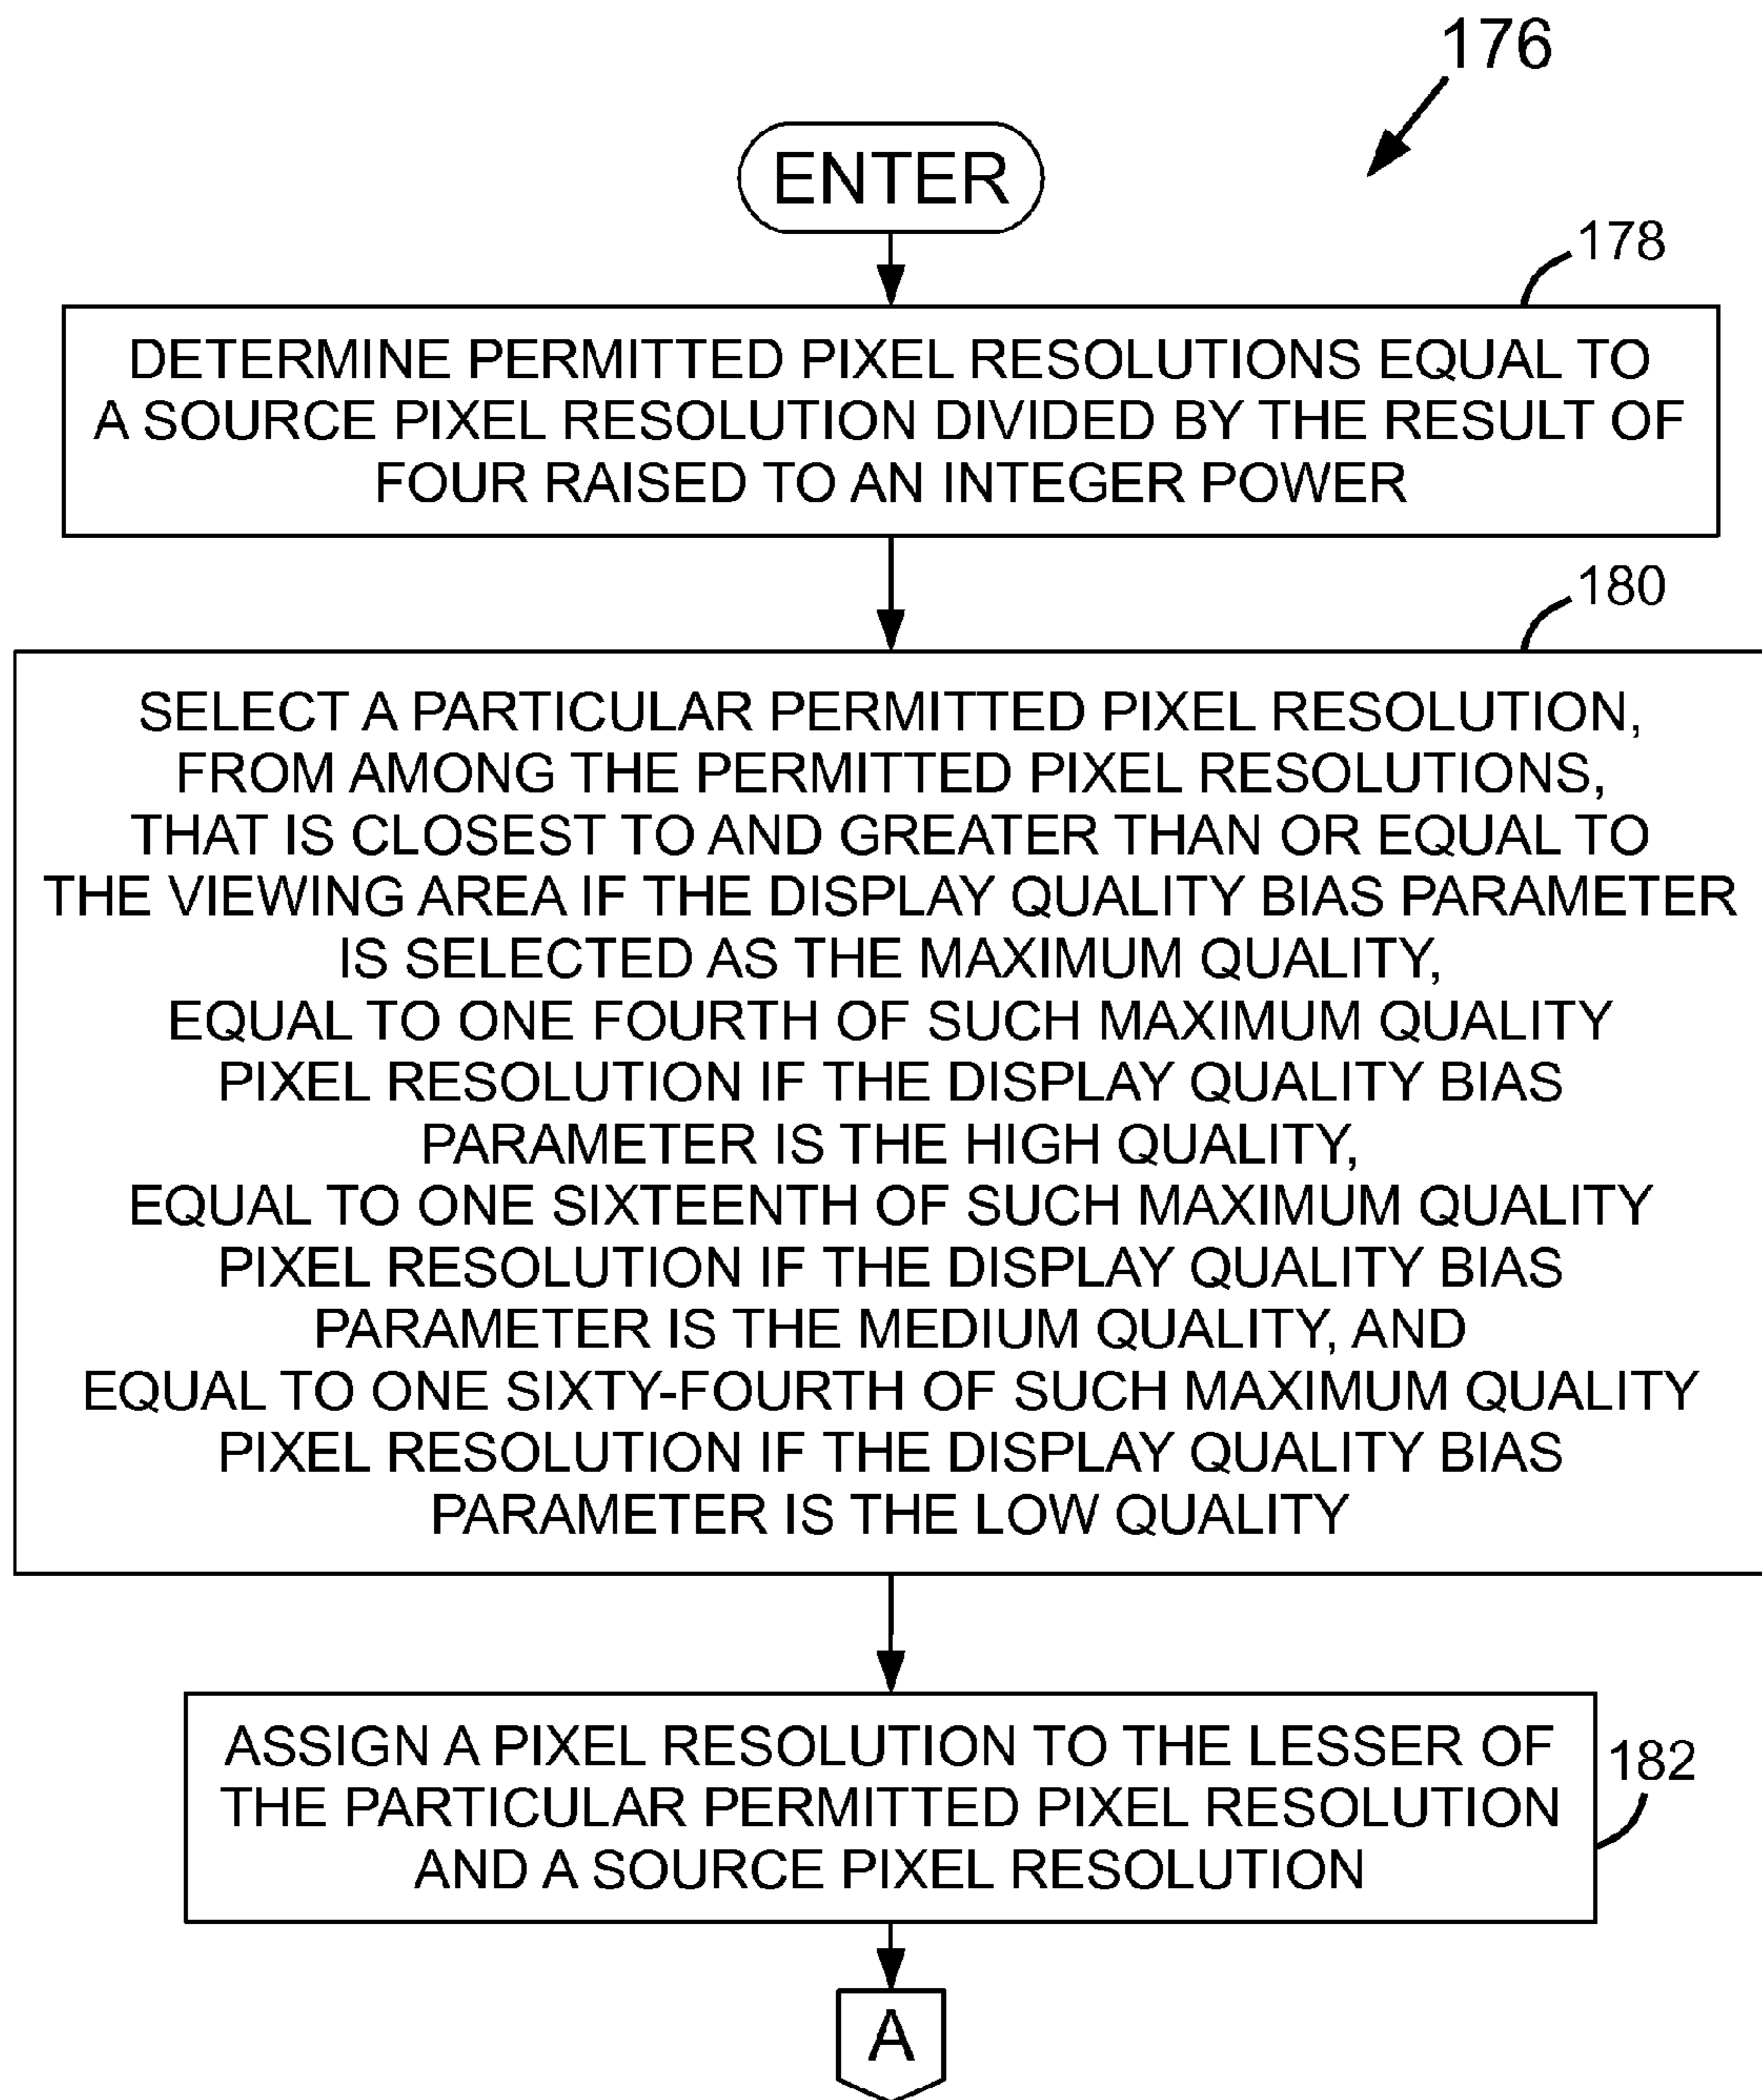 176
ENTER
178
DETERMINE PERMITTED PIXEL RESOLUTIONS EQUAL TO
A SOURCE PIXEL RESOLUTION DIVIDED BY THE RESULT OF
FOUR RAISED TO AN INTEGER POWER
180
SELECT A PARTICULAR PERMITTED PIXEL RESOLUTION,
FROM AMONG THE PERMITTED PIXEL RESOLUTIONS,
THAT IS CLOSEST TO AND GREATER THAN OR EQUAL TO
THE VIEWING AREA IF THE DISPLAY QUALITY BIAS PARAMETER
IS SELECTED AS THE MAXIMUM QUALITY,
EQUAL TO ONE FOURTH OF SUCH MAXIMUM QUALITY
PIXEL RESOLUTION IF THE DISPLAY QUALITY BIAS
PARAMETER IS THE HIGH QUALITY,
EQUAL TO ONE SIXTEENTH OF SUCH MAXIMUM QUALITY
PIXEL RESOLUTION IF THE DISPLAY QUALITY BIAS
PARAMETER IS THE MEDIUM QUALITY, AND
EQUAL TO ONE SIXTY-FOURTH OF SUCH MAXIMUM QUALITY
PIXEL RESOLUTION IF THE DISPLAY QUALITY BIAS
PARAMETER IS THE LOW QUALITY
ASSIGN A PIXEL RESOLUTION TO THE LESSER OF
THE PARTICULAR PERMITTED PIXEL RESOLUTION
AND A SOURCE PIXEL RESOLUTION
182
A